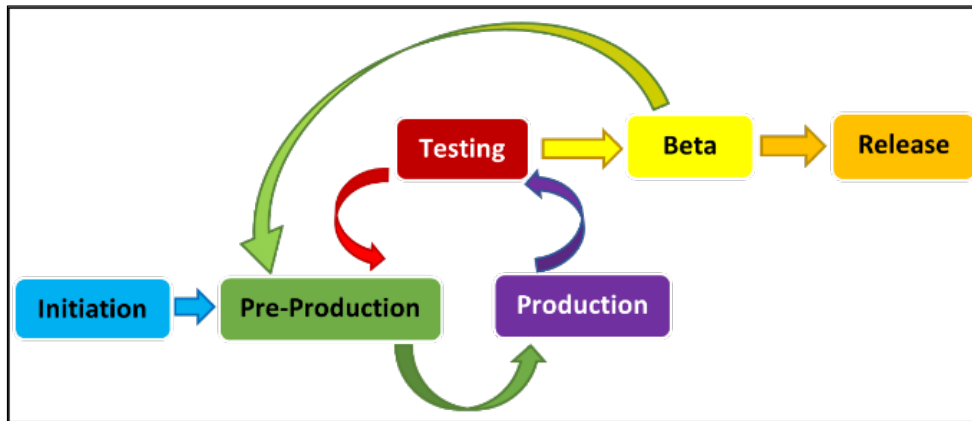 Testing
Beta
Release
Initiation
Pre-Production
Production